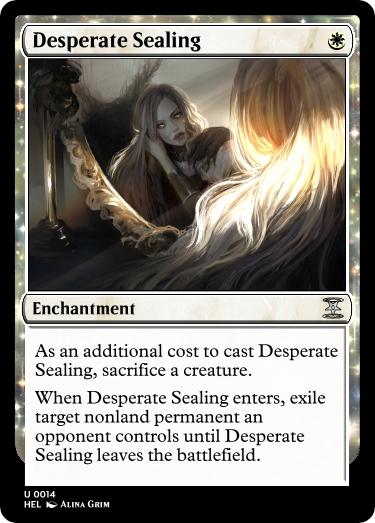 Desperate Sealing
Enchantment
As an additional cost to cast Desperate
Sealing, sacrifice a creature.
When Desperate Sealing enters, exile
target nonland permanent an
opponent controls until Desperate
Sealing leaves the battlefield.
U 0014
HEL Alina Grim